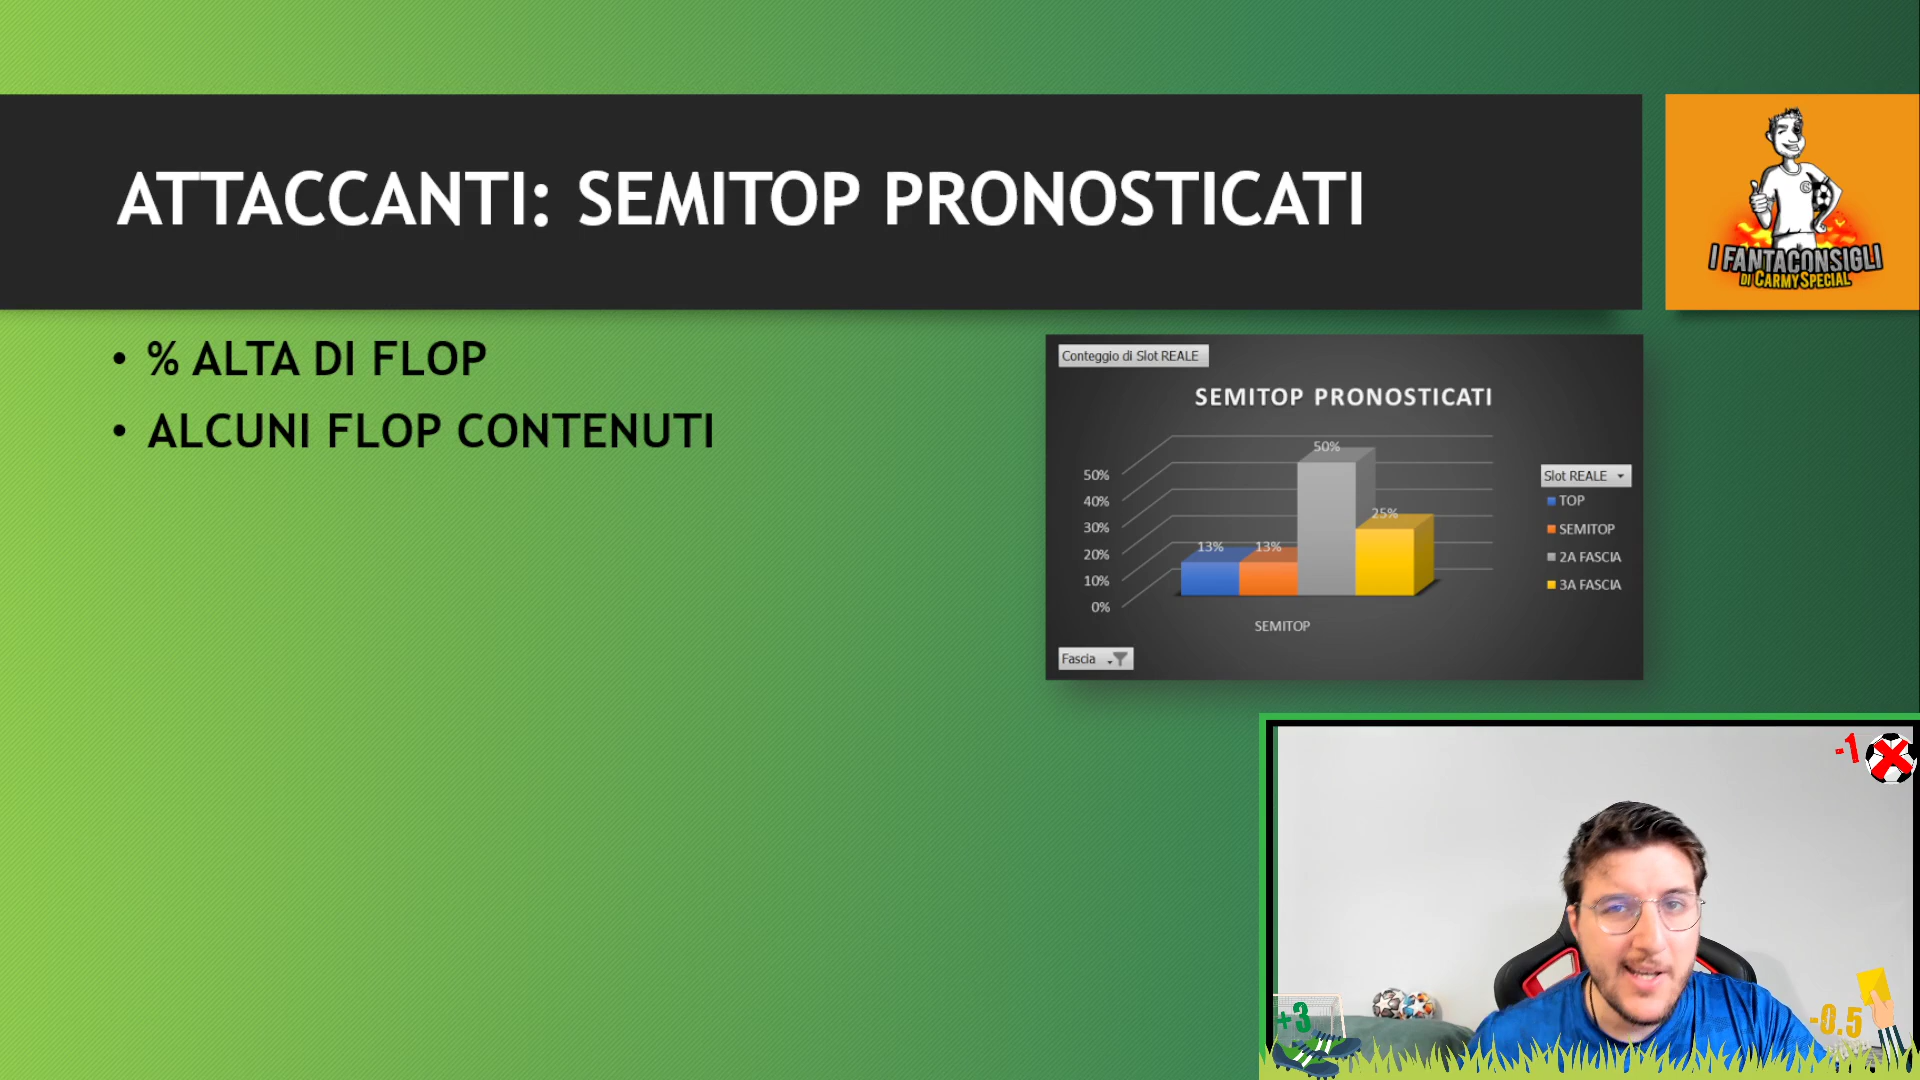 ATTACCANTI: SEMITOP PRONOSTICATI
I FANTACONSIGLI
DI CARMYSPECIAL
• % ALTA DI FLOP
• ALCUNI FLOP CONTENUTI
Conteggio di Slot REALE
SEMITOP PRONOSTICATI
50%
40%
30%
20%
10%
0%
13%
13%
50%
25%
SEMITOP
Slot REALE
TOP
SEMITOP
2A FASCIA
3A FASCIA
Fascia
-1
+3
-0.5